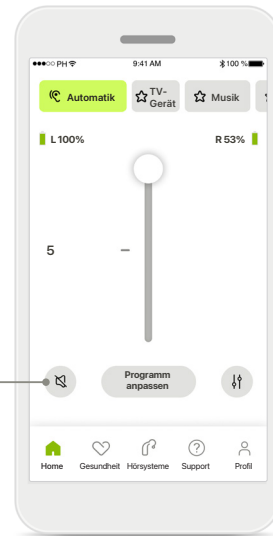 PH 9:41 AM 100 %
Automatik
TV-
Gerät
Musik
L 100% R 53%
5 –
Programm
anpassen
Home Gesundheit Hörsysteme Support Profil